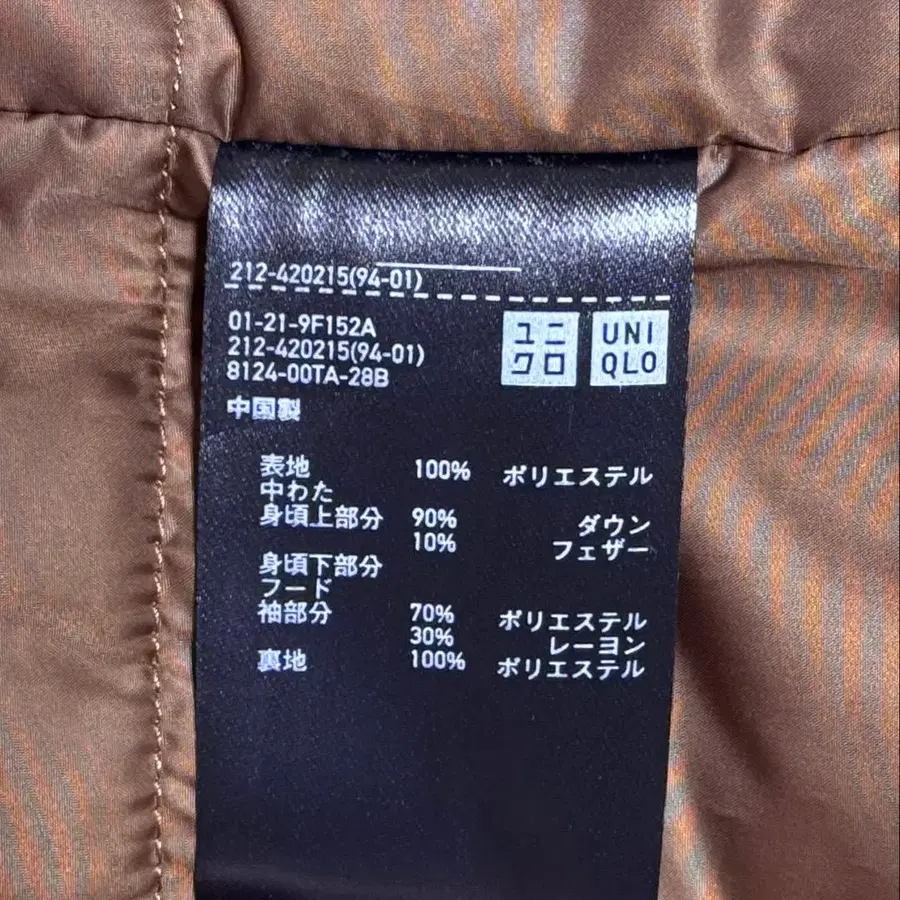 212-420215(94-01)
01-21-9F152A
212-420215(94-01)
8124-00TA-28B
中国製
ユニ
クロ
UNI
QLO
表地 100% ポリエステル
中わた
身頃上部分 90% ダウン
10% フェザー
身頃下部分
フード
袖部分 70% ポリエステル
30% レーヨン
裏地 100% ポリエステル